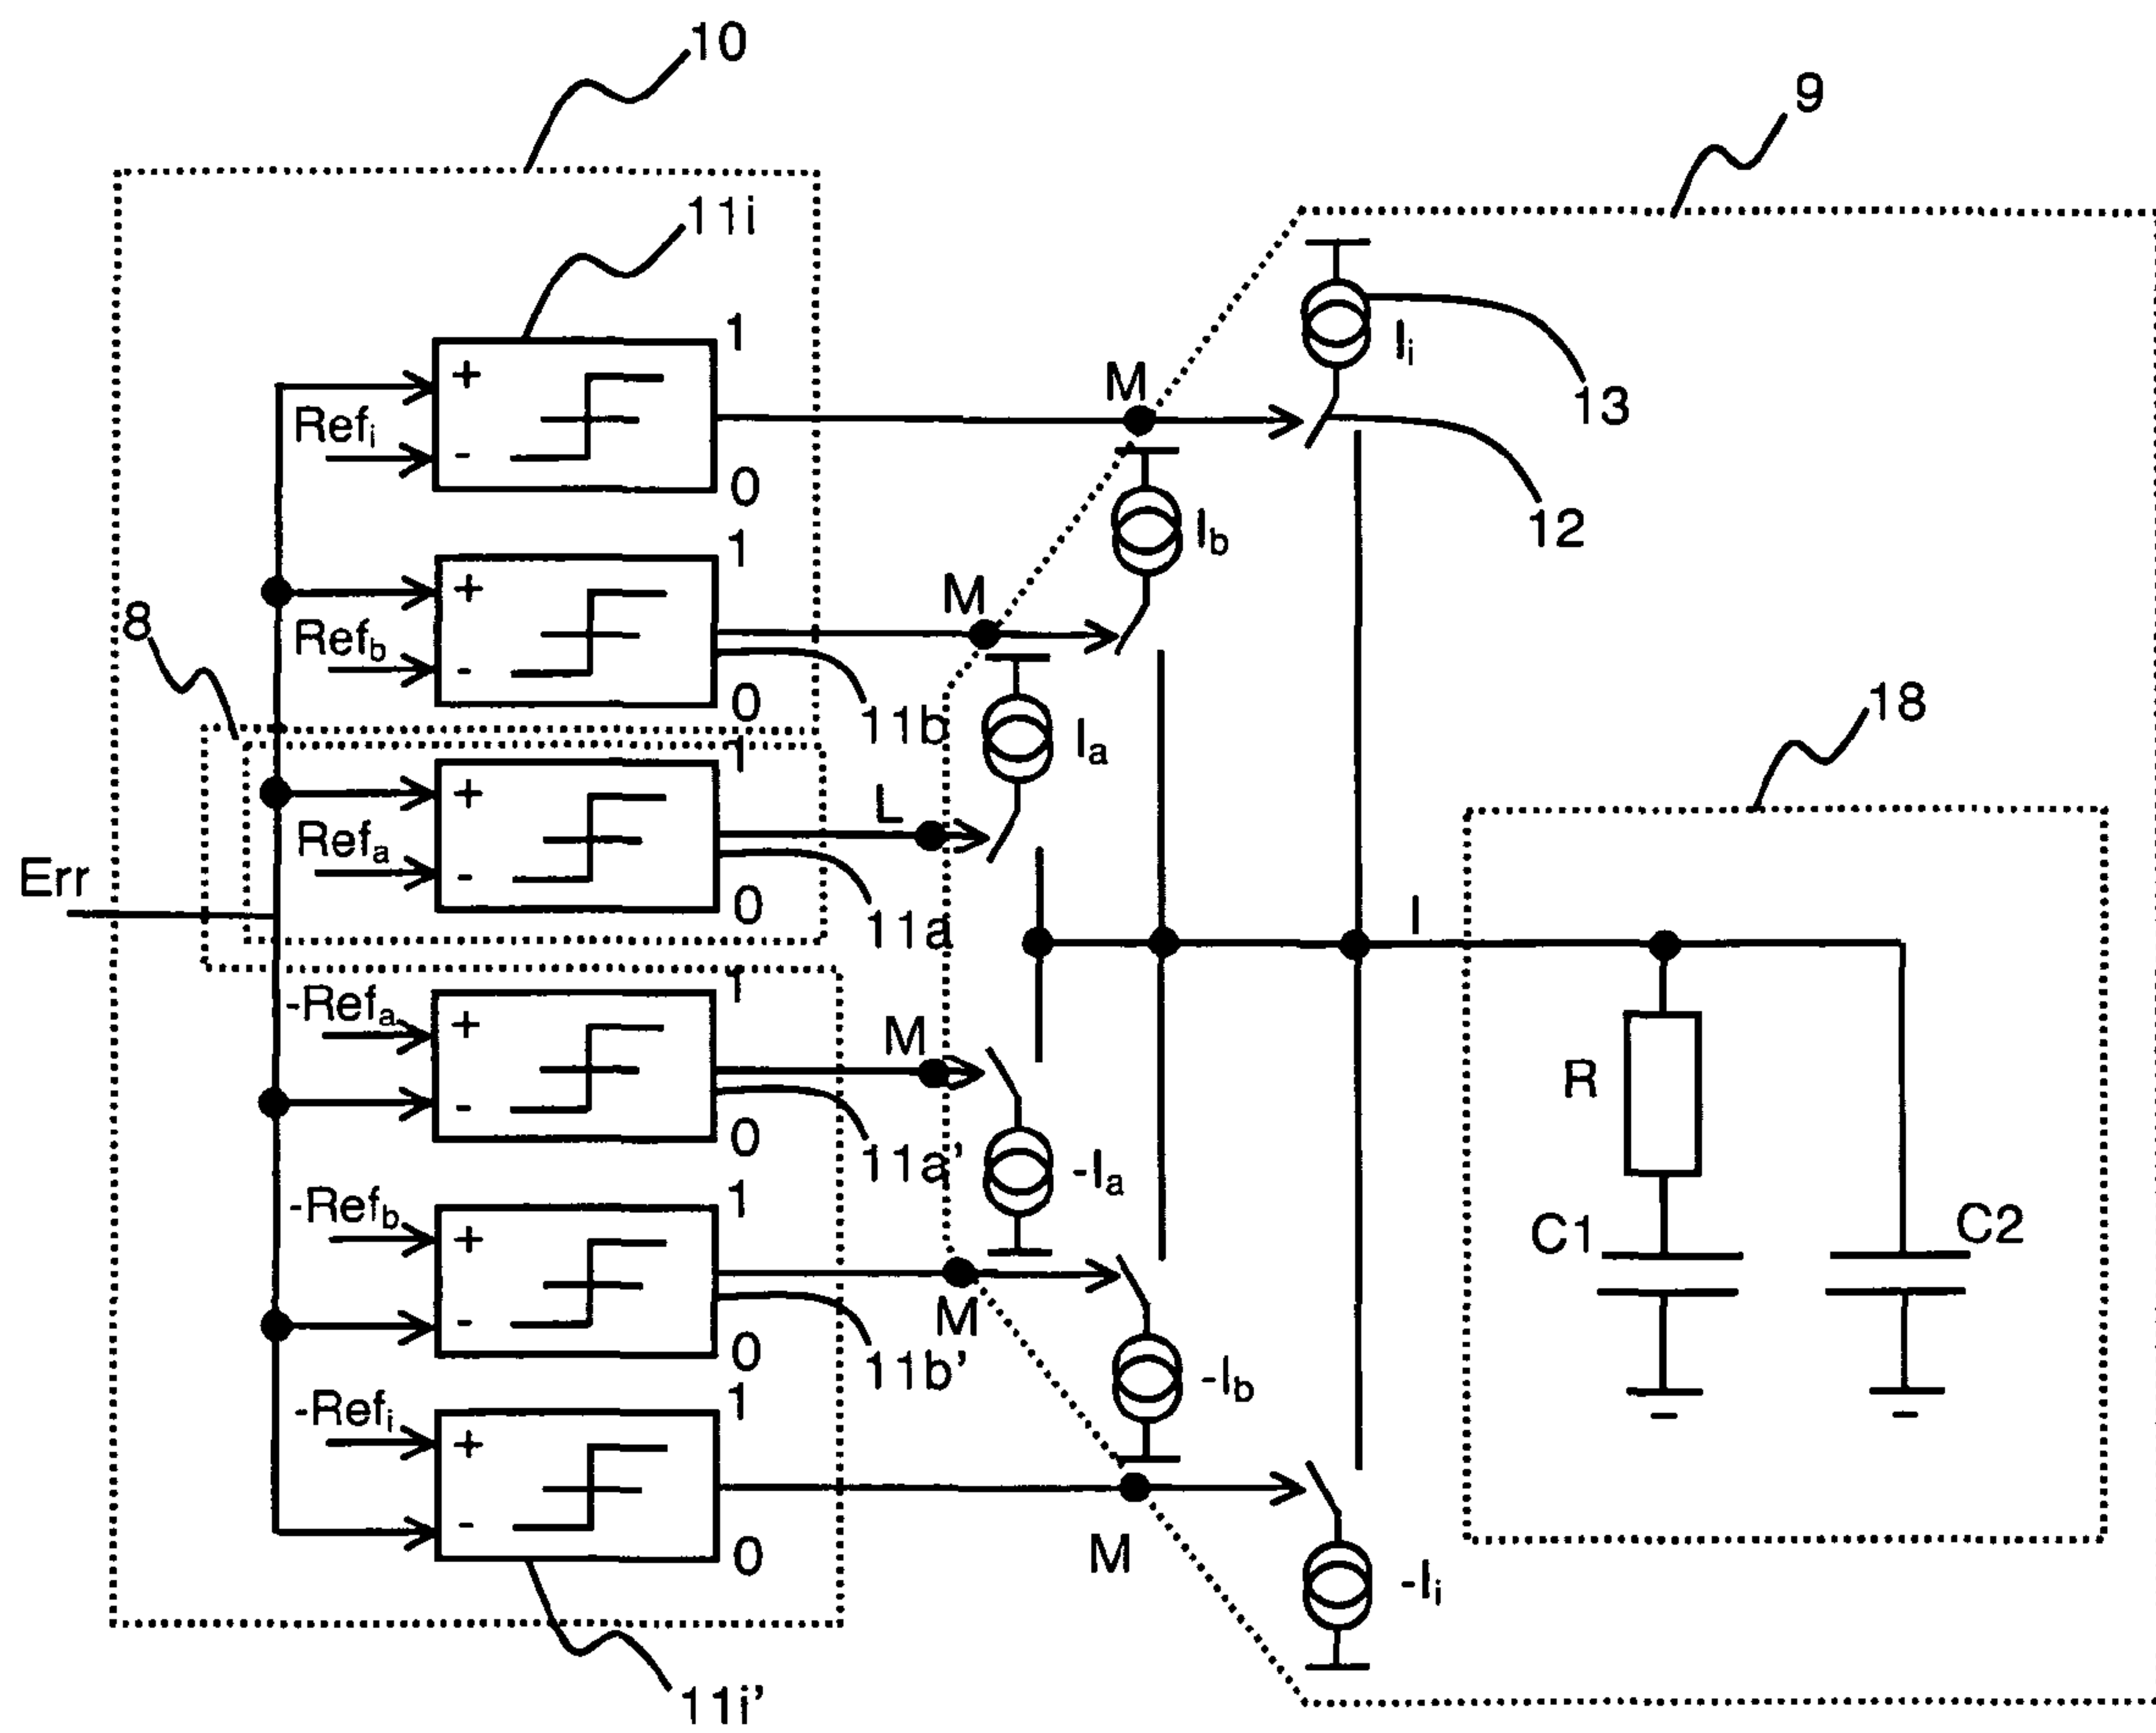 10
9
11i
1
+
Ref_i
-
0
M
I_i
13
12
1
+
Ref_b
-
0
11b
M
I_b
8
1
+
Ref_a
-
0
11a
L
I_a
Err
I
18
R
C1
C2
1
-Ref_a
+
-
0
11a'
M
-I_a
1
-Ref_b
+
-
0
11b'
M
-I_b
1
-Ref_i
+
-
0
11i'
M
-I_i